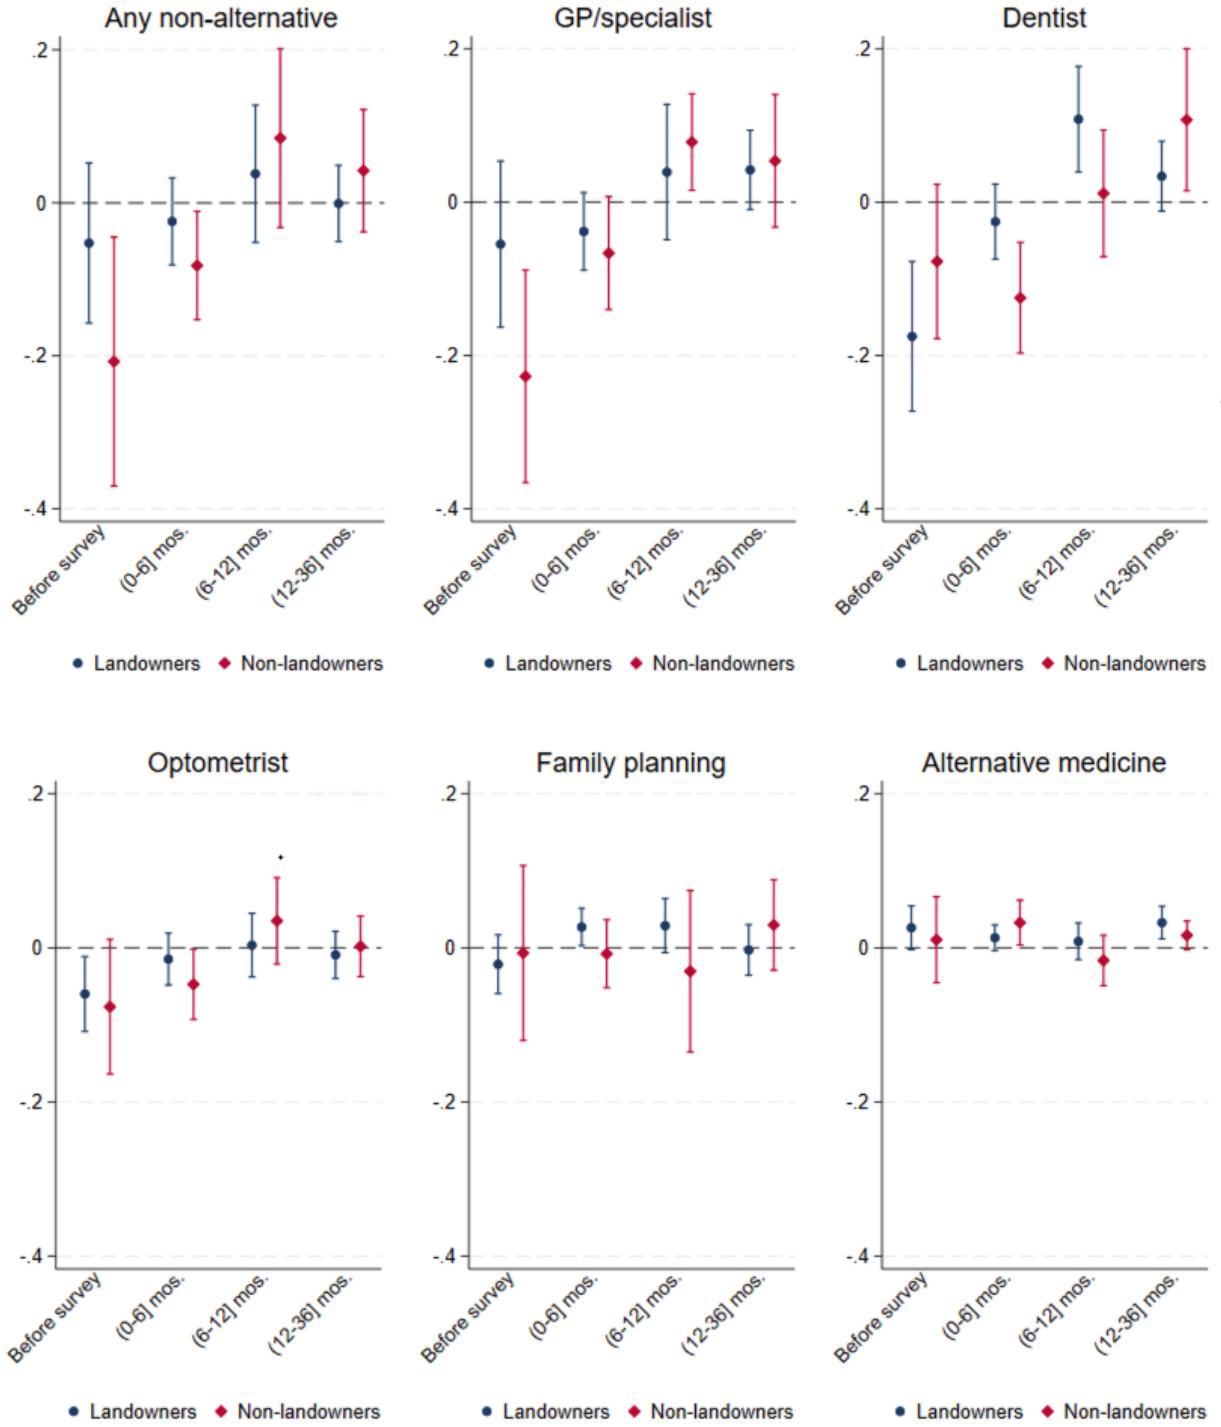 Any non-alternative
GP/specialist
Dentist
.2
0
-.2
-.4
Before survey
(0-6] mos.
(6-12] mos.
(12-36] mos.
.2
0
-.2
-.4
Before survey
(0-6] mos.
(6-12] mos.
(12-36] mos.
.2
0
-.2
-.4
Before survey
(0-6] mos.
(6-12] mos.
(12-36] mos.
Landowners Non-landowners
Landowners Non-landowners
Landowners Non-landowners
Optometrist
Family planning
Alternative medicine
.2
0
-.2
-.4
Before survey
(0-6] mos.
(6-12] mos.
(12-36] mos.
.2
0
-.2
-.4
Before survey
(0-6] mos.
(6-12] mos.
(12-36] mos.
.2
0
-.2
-.4
Before survey
(0-6] mos.
(6-12] mos.
(12-36] mos.
Landowners Non-landowners
Landowners Non-landowners
Landowners Non-landowners